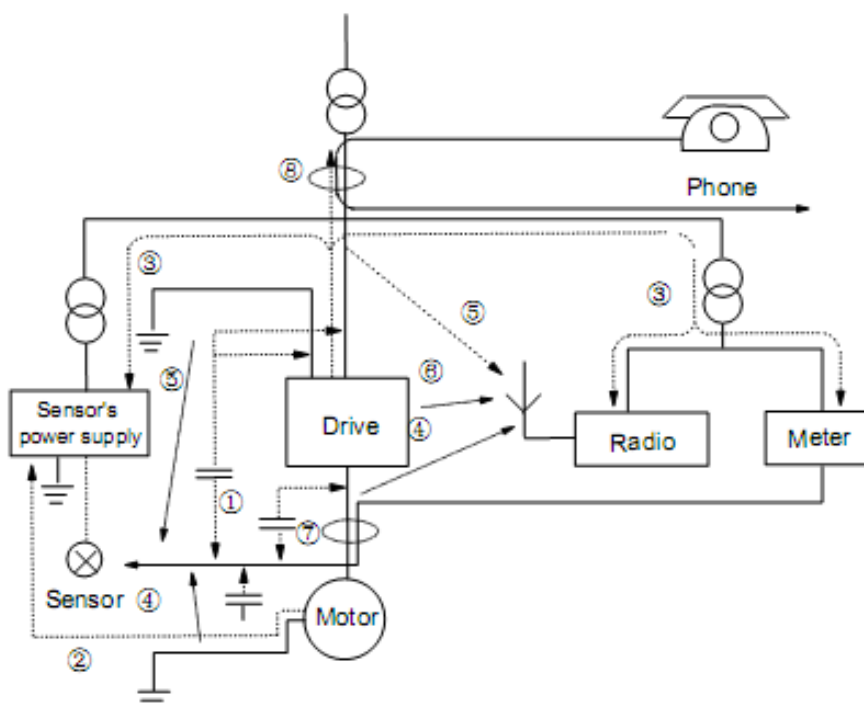 ⑧
Phone
③
③
⑤
⑤
⑥
Sensor's
power supply
Drive
④
Radio
Meter
①
⑦
Sensor
④
Motor
②